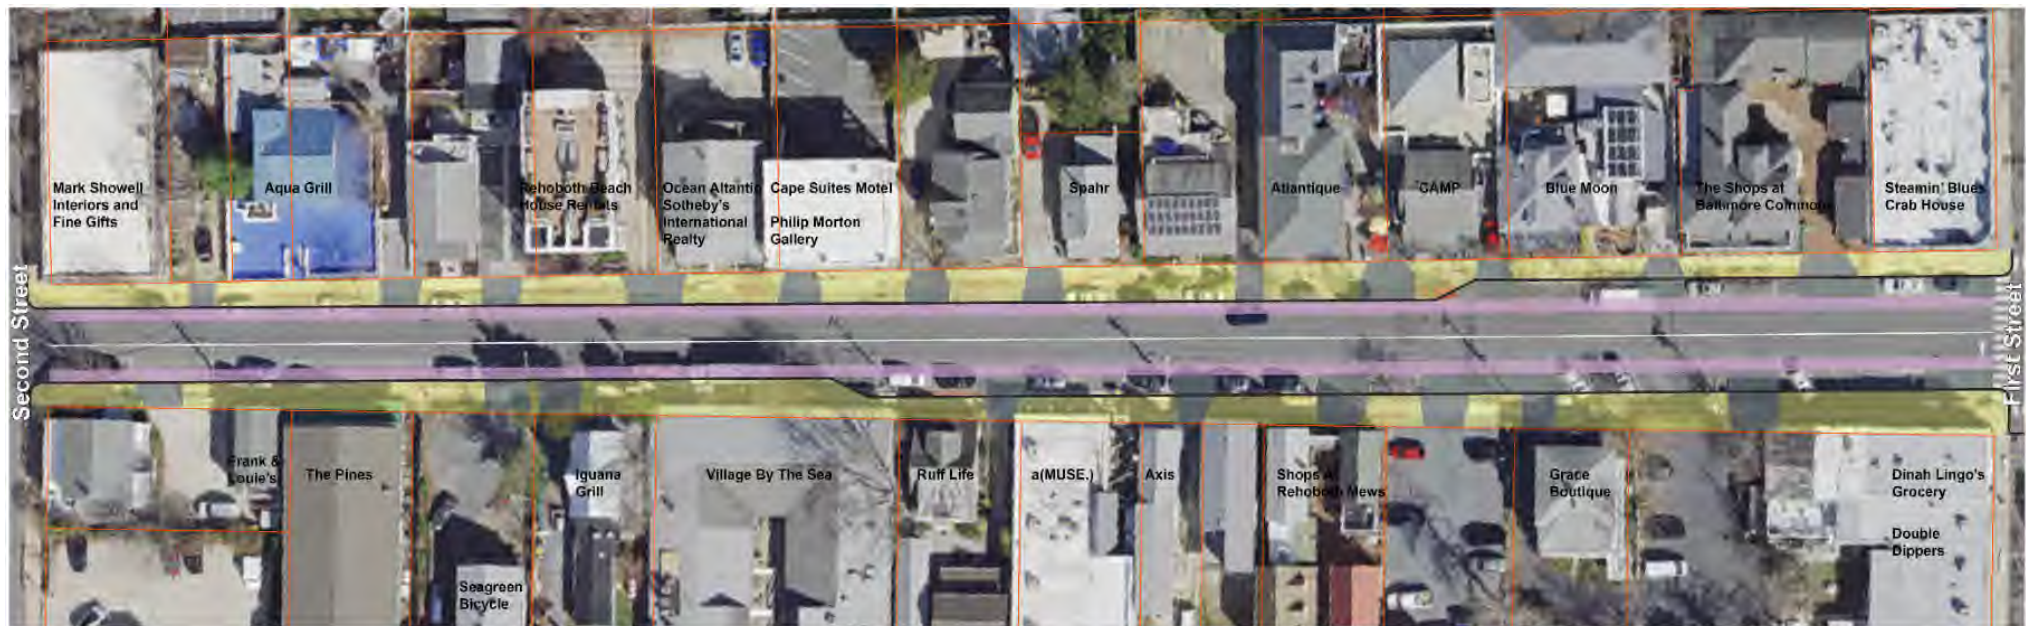 Mark Showell
Interiors and
Fine Gifts
Aqua Grill
Rehoboth Beach
House Rentals
Ocean Altantic
Sotheby's
International
Realty
Cape Suites Motel
Philip Morton
Gallery
Spahr
Atlantique
CAMP
Blue Moon
The Shops at
Baltimore Commons
Steamin' Blues
Crab House
Second Street
First Street
Frank &
Louie's
The Pines
Seagreen
Bicycle
Iguana
Grill
Village By The Sea
Ruff Life
a(MUSE.)
Axis
Shops At
Rehoboth Mews
Grace
Boutique
Dinah Lingo's
Grocery
Double
Dippers